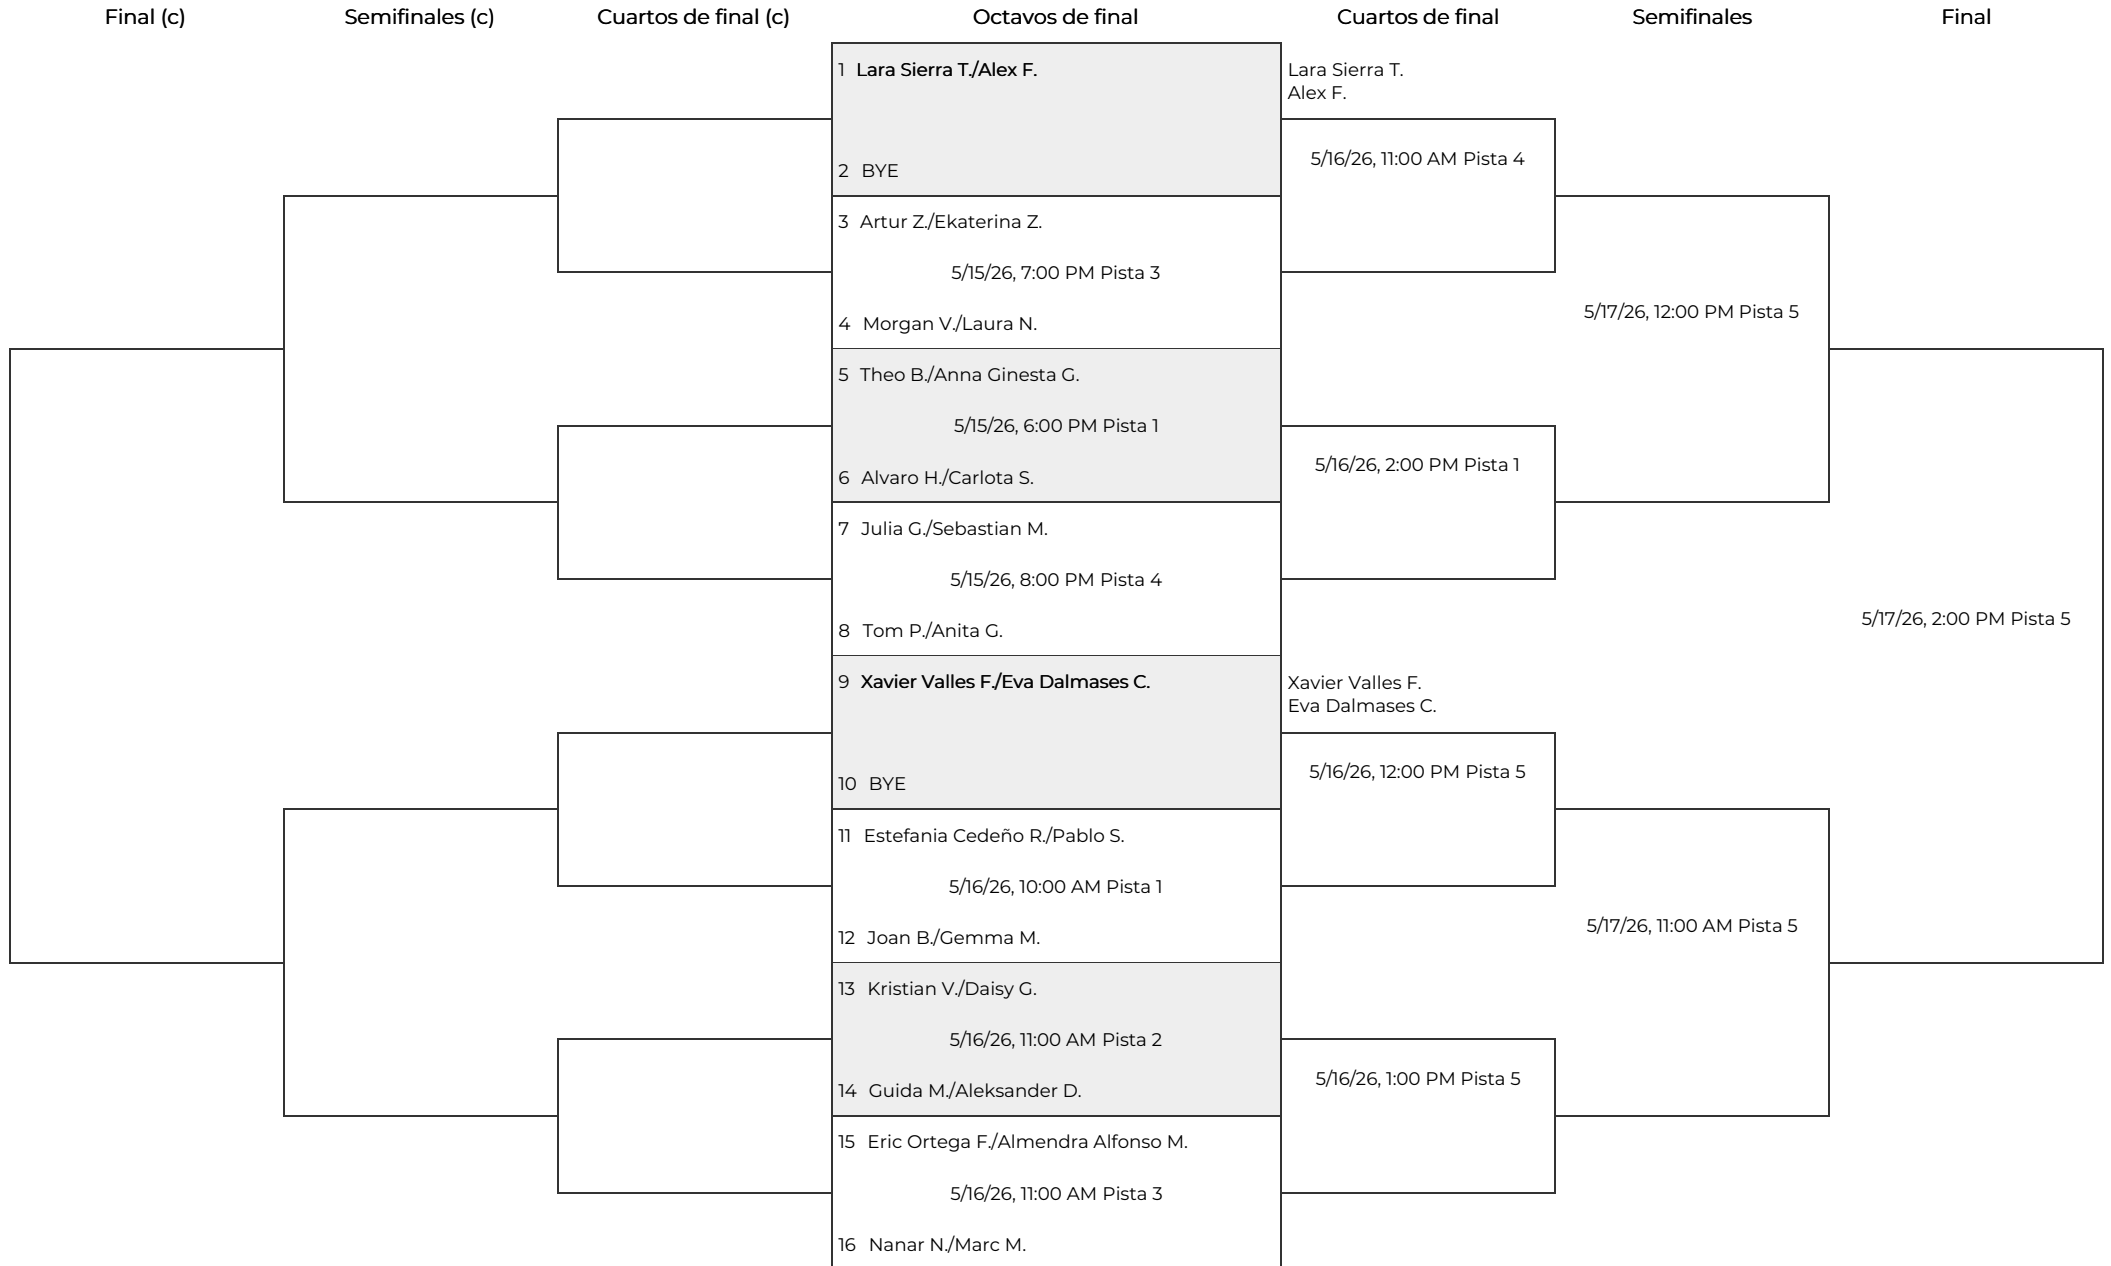 Final (c)
Semifinales (c)
Cuartos de final (c)
Octavos de final
Cuartos de final
Semifinales
Final
1 Lara Sierra T./Alex F.
2 BYE
3 Artur Z./Ekaterina Z.
5/15/26, 7:00 PM Pista 3
4 Morgan V./Laura N.
5 Theo B./Anna Ginesta G.
5/15/26, 6:00 PM Pista 1
6 Alvaro H./Carlota S.
7 Julia G./Sebastian M.
5/15/26, 8:00 PM Pista 4
8 Tom P./Anita G.
9 Xavier Valles F./Eva Dalmases C.
10 BYE
11 Estefania Cedeño R./Pablo S.
5/16/26, 10:00 AM Pista 1
12 Joan B./Gemma M.
13 Kristian V./Daisy G.
5/16/26, 11:00 AM Pista 2
14 Guida M./Aleksander D.
15 Eric Ortega F./Almendra Alfonso M.
5/16/26, 11:00 AM Pista 3
16 Nanar N./Marc M.
Lara Sierra T.
Alex F.
5/16/26, 11:00 AM Pista 4
5/16/26, 2:00 PM Pista 1
Xavier Valles F.
Eva Dalmases C.
5/16/26, 12:00 PM Pista 5
5/16/26, 1:00 PM Pista 5
5/17/26, 12:00 PM Pista 5
5/17/26, 11:00 AM Pista 5
5/17/26, 2:00 PM Pista 5